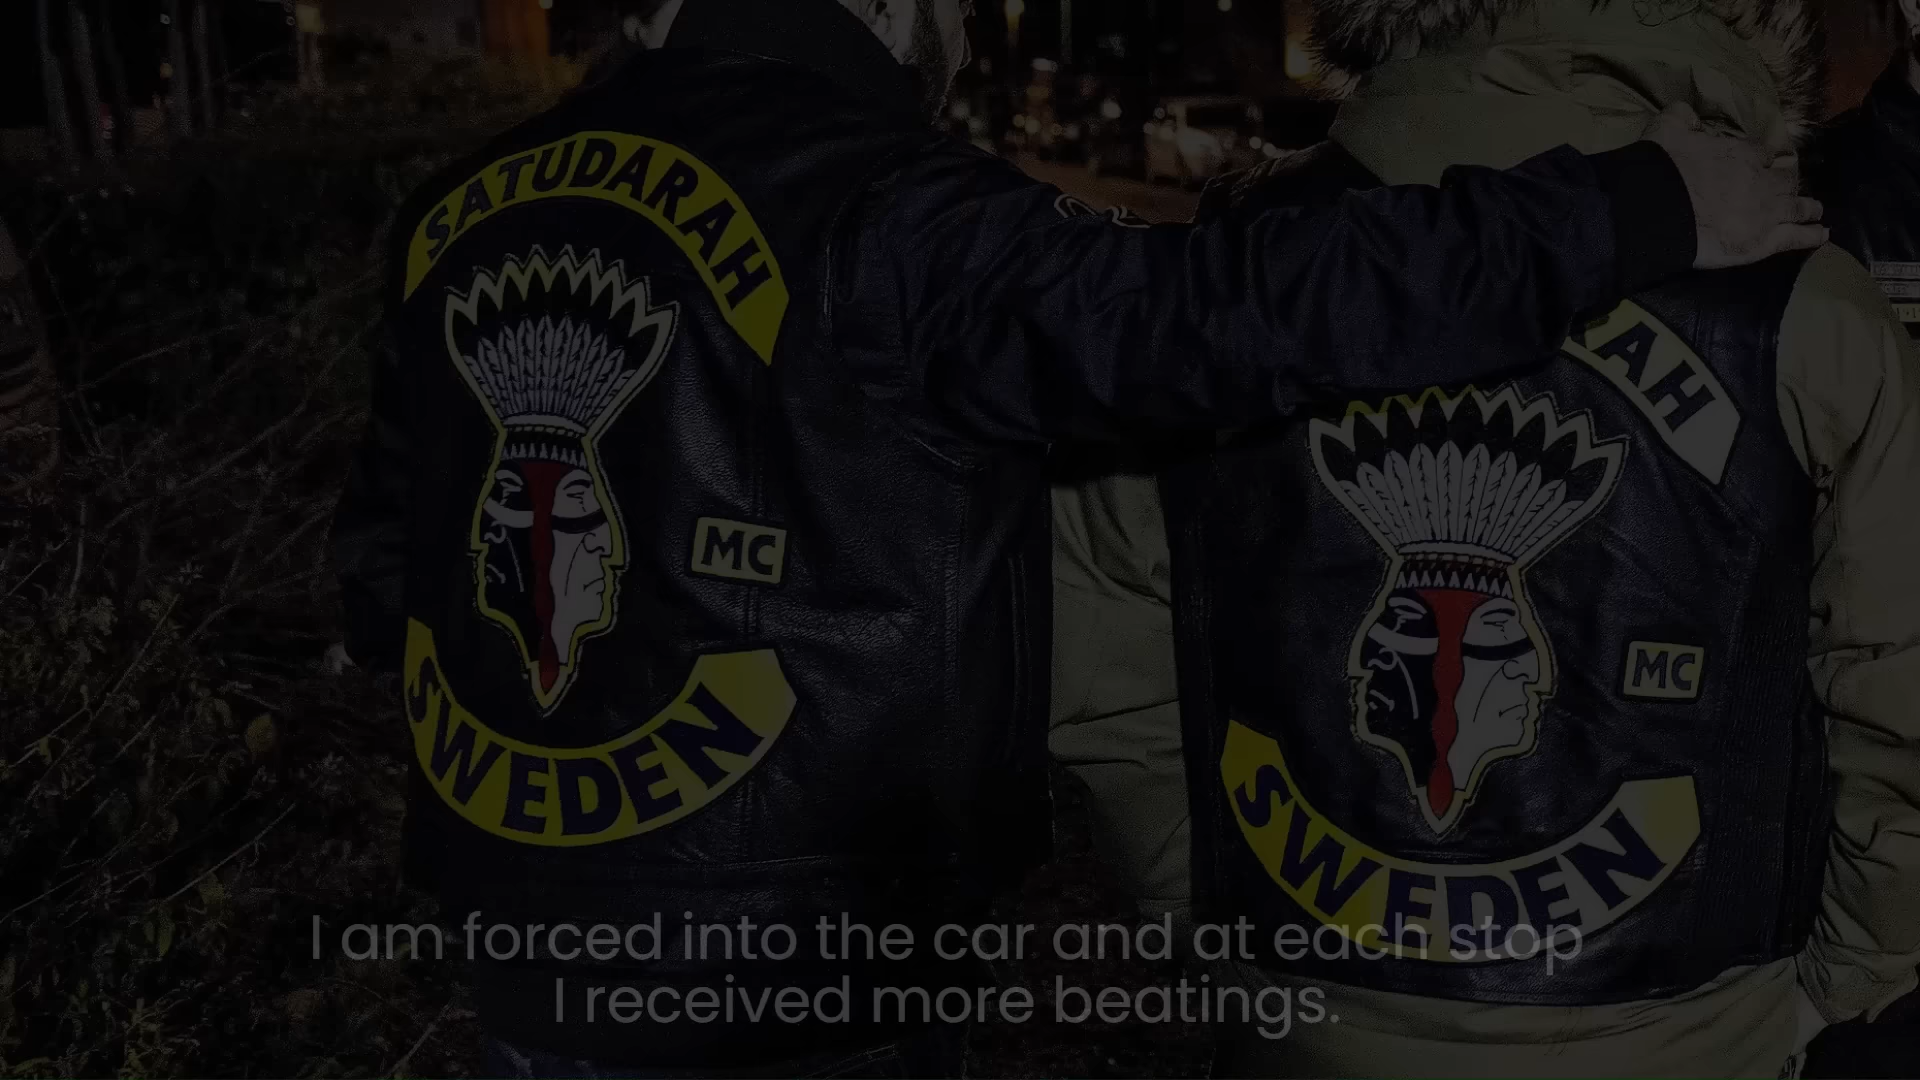 SATUDARAH
MC
SWEDEN
AH
MC
SWEDEN
I am forced into the car and at each stop
I received more beatings.